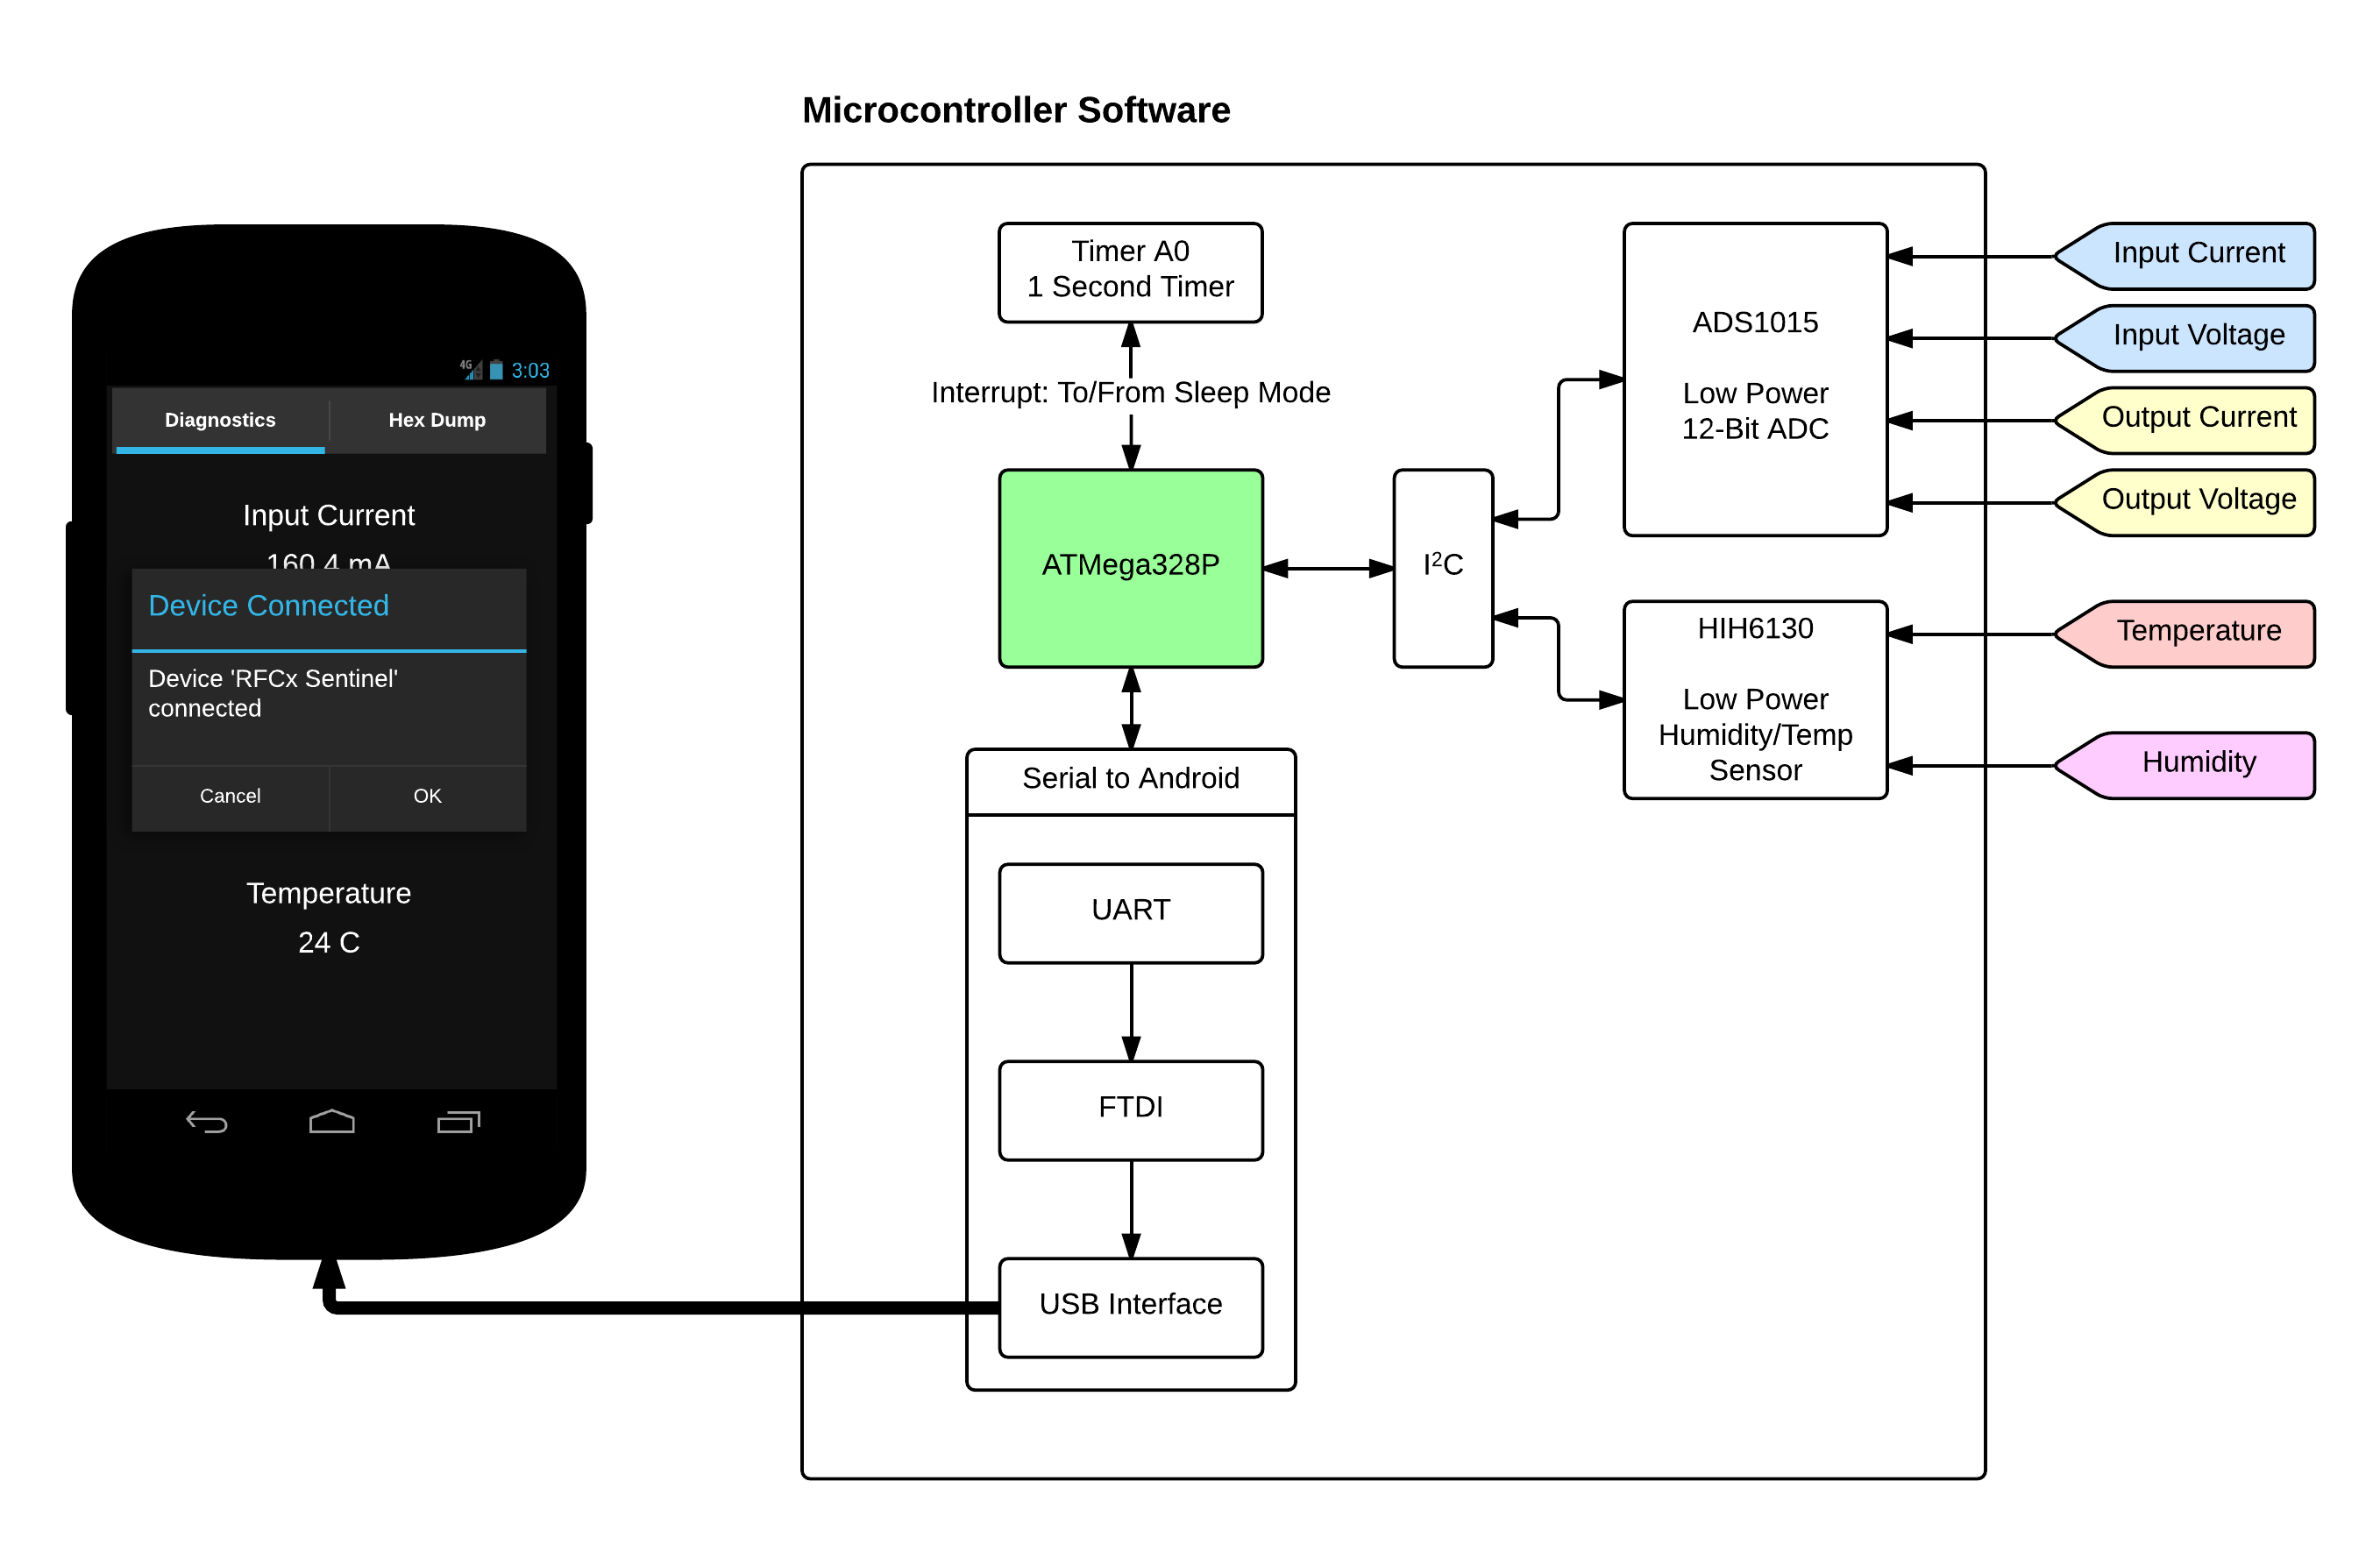 Microcontroller Software
4G 3:03
Diagnostics Hex Dump
Input Current
160.4 mA
Device Connected
Device 'RFCx Sentinel'
connected
Cancel OK
Temperature
24 C
Timer A0
1 Second Timer
Interrupt: To/From Sleep Mode
ATMega328P
I²C
Serial to Android
UART
FTDI
USB Interface
ADS1015
Low Power
12-Bit ADC
HIH6130
Low Power
Humidity/Temp
Sensor
Input Current
Input Voltage
Output Current
Output Voltage
Temperature
Humidity